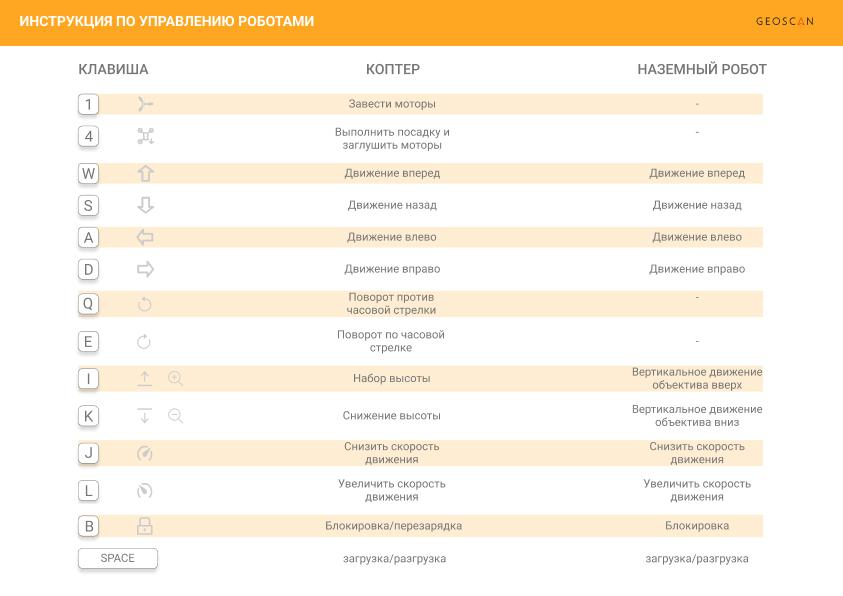 ИНСТРУКЦИЯ ПО УПРАВЛЕНИЮ РОБОТАМИ
GEOSCAN
КЛАВИША КОПТЕР НАЗЕМНЫЙ РОБОТ
1 Завести моторы -
4 Выполнить посадку и -
заглушить моторы
W Движение вперед Движение вперед
S Движение назад Движение назад
A Движение влево Движение влево
D Движение вправо Движение вправо
Q Поворот против -
часовой стрелки
E Поворот по часовой -
стрелке
I Набор высоты Вертикальное движение
объектива вверх
K Снижение высоты Вертикальное движение
объектива вниз
J Снизить скорость Снизить скорость
движения движения
L Увеличить скорость Увеличить скорость
движения движения
B Блокировка/перезарядка Блокировка
SPACE загрузка/разгрузка загрузка/разгрузка